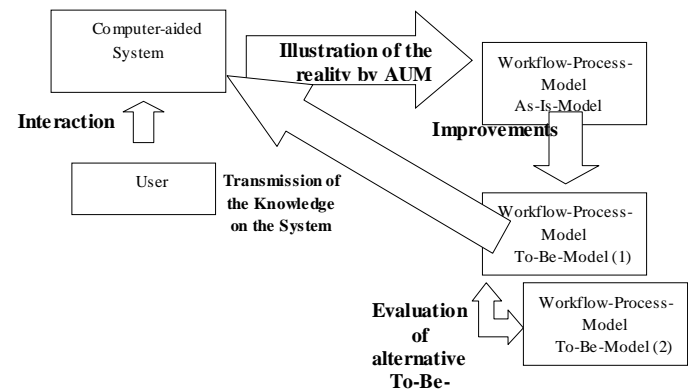 Computer-aided
System
Illustration of the
reality by AUM
Workflow-Process-
Model
As-Is-Model
Interaction
Improvements
User
Transmission of
the Knowledge
on the System
Workflow-Process-
Model
To-Be-Model (1)
Evaluation
of
alternative
To-Be-
Workflow-Process-
Model
To-Be-Model (2)